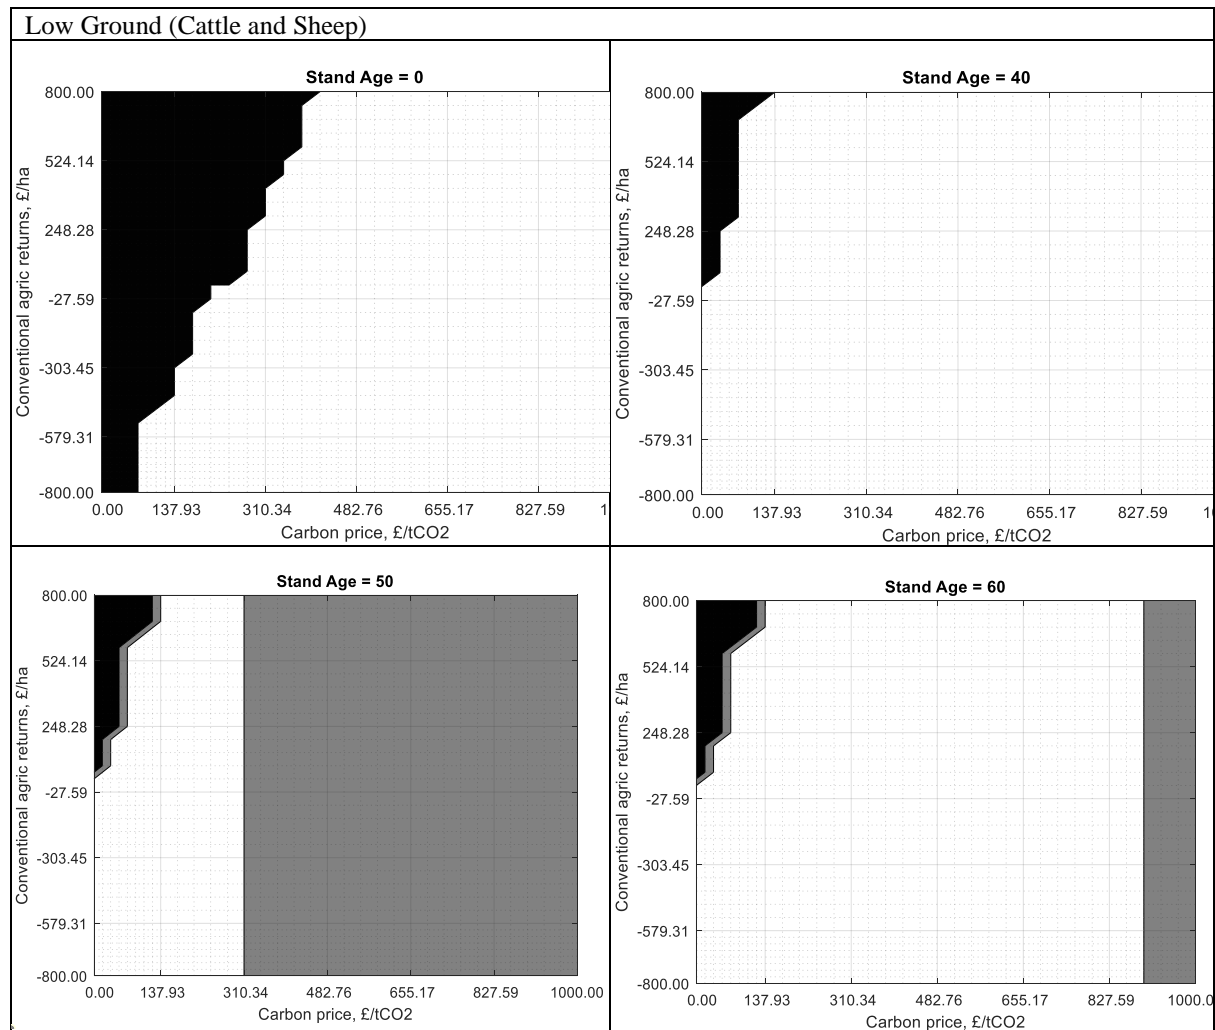 Low Ground (Cattle and Sheep)
Stand Age = 0
800.00
524.14
248.28
-27.59
-303.45
-579.31
-800.00
Conventional agric returns, £/ha
0.00 137.93 310.34 482.76 655.17 827.59 1
Carbon price, £/tCO2
Stand Age = 40
800.00
524.14
248.28
-27.59
-303.45
-579.31
-800.00
Conventional agric returns, £/ha
0.00 137.93 310.34 482.76 655.17 827.59 1
Carbon price, £/tCO2
Stand Age = 50
800.00
524.14
248.28
-27.59
-303.45
-579.31
-800.00
Conventional agric returns, £/ha
0.00 137.93 310.34 482.76 655.17 827.59 1000.00
Carbon price, £/tCO2
Stand Age = 60
800.00
524.14
248.28
-27.59
-303.45
-579.31
-800.00
Conventional agric returns, £/ha
0.00 137.93 310.34 482.76 655.17 827.59 1000.0
Carbon price, £/tCO2